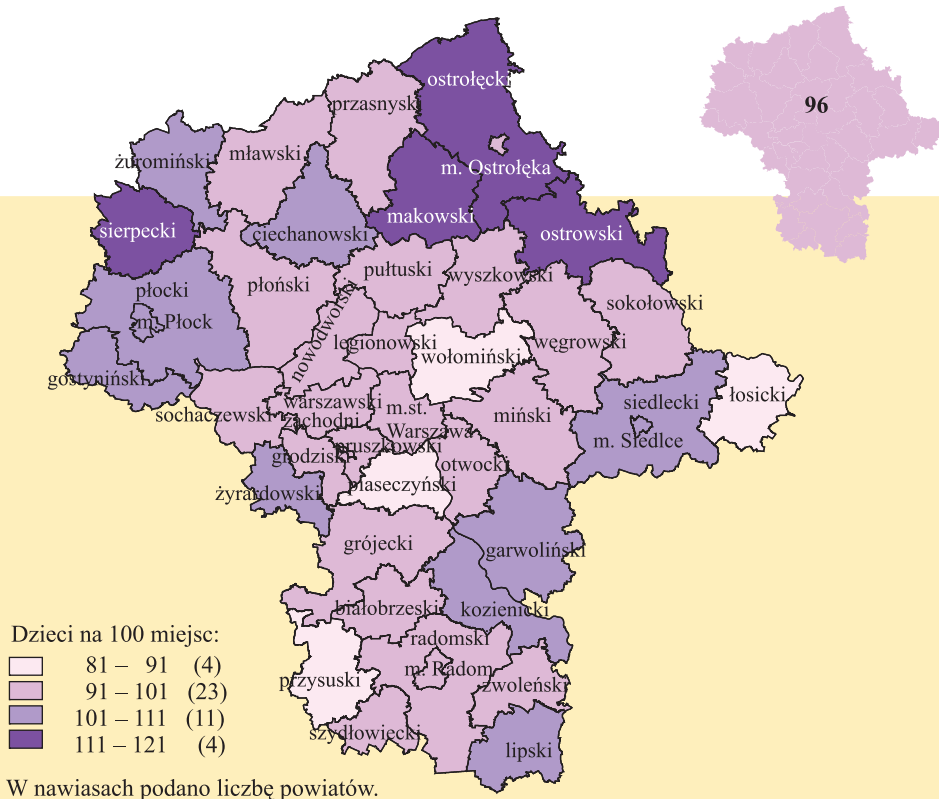 ostrołęcki
przasnyski
96
żuromiński
mławski
m. Ostrołęka
makowski
sierpecki
ciechanowski
ostrowski
pułtuski
wyszkowski
płocki
płoński
sokołowski
m. Płock
nowodworski
legionowski
wołomiński
węgrowski
gostyniński
łosicki
siedlecki
sochaczewski
warszawski
zachodni
m.st.
Warszawa
miński
m. Siedlce
pruszkowski
grodziski
otwocki
piaseczyński
żyrardowski
grójecki
garwoliński
białobrzeski
kozienicki
radomski
m. Radom
przysuski
zwoleński
szydłowiecki
lipski
Dzieci na 100 miejsc:
81 – 91 (4)
91 – 101 (23)
101 – 111 (11)
111 – 121 (4)
W nawiasach podano liczbę powiatów.